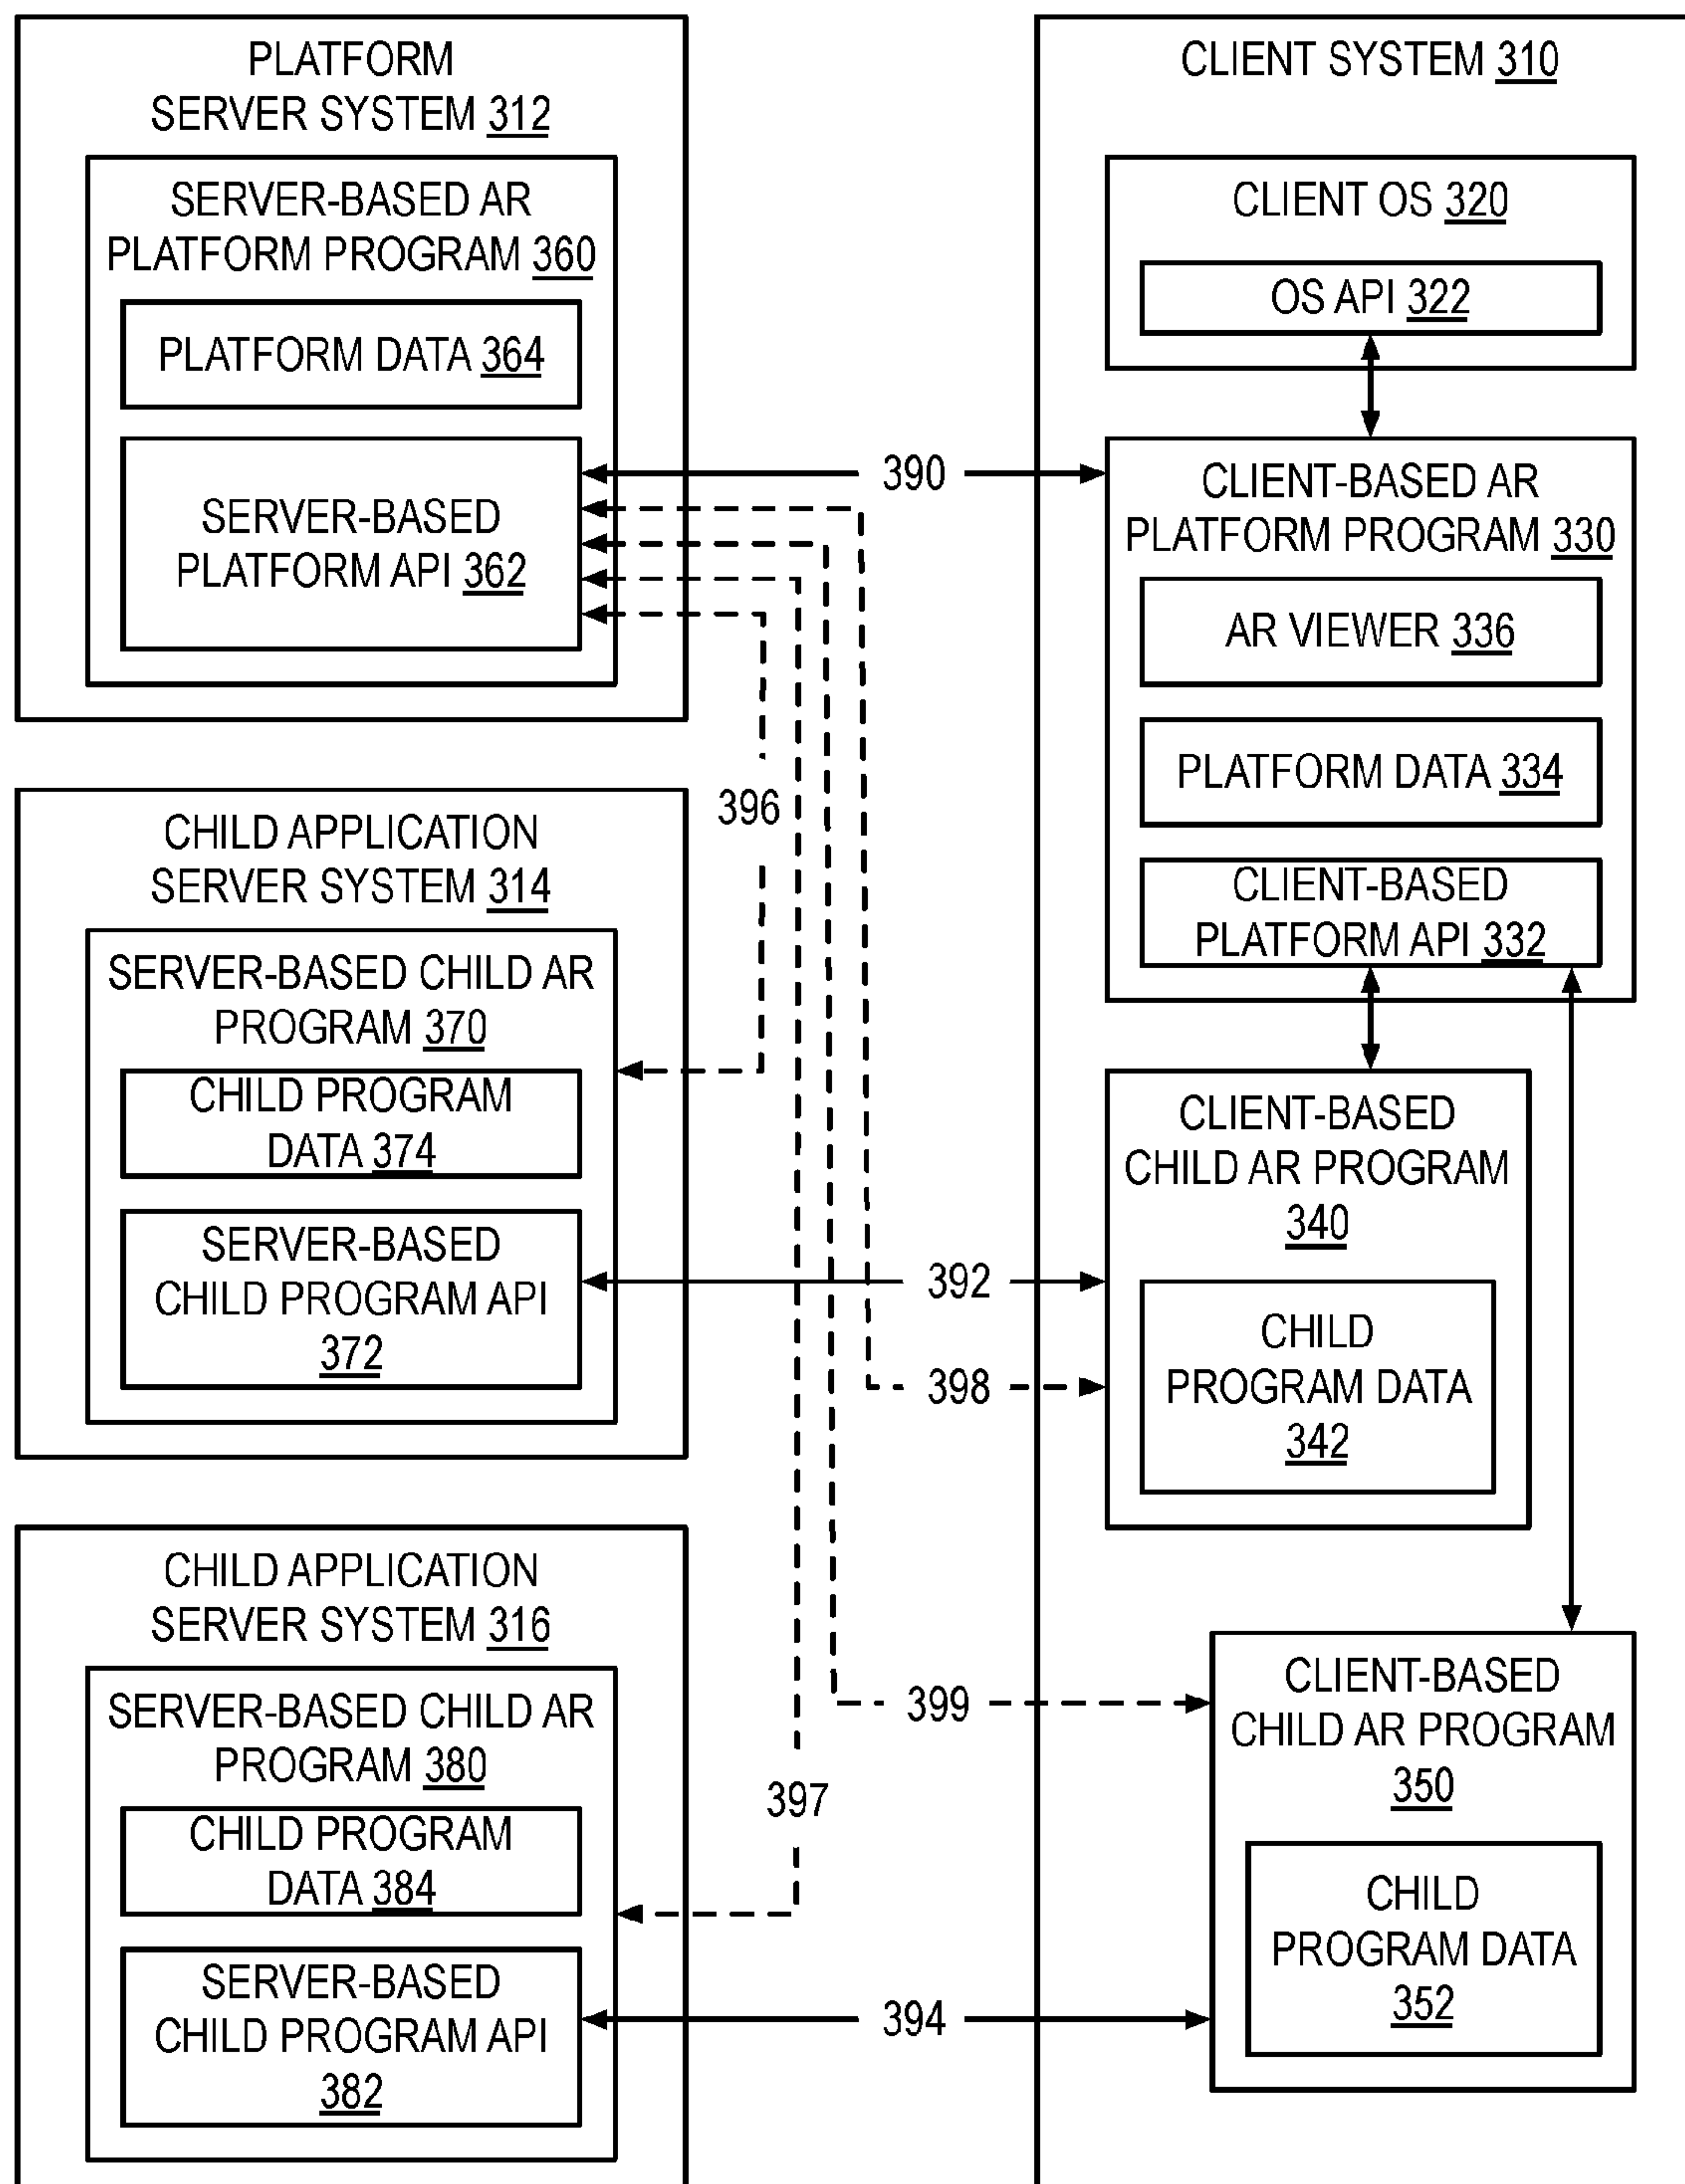 PLATFORM
SERVER SYSTEM 312
SERVER-BASED AR
PLATFORM PROGRAM 360
PLATFORM DATA 364
SERVER-BASED
PLATFORM API 362
CHILD APPLICATION
SERVER SYSTEM 314
SERVER-BASED CHILD AR
PROGRAM 370
CHILD PROGRAM
DATA 374
SERVER-BASED
CHILD PROGRAM API
372
CHILD APPLICATION
SERVER SYSTEM 316
SERVER-BASED CHILD AR
PROGRAM 380
CHILD PROGRAM
DATA 384
SERVER-BASED
CHILD PROGRAM API
382
390
396
392
398
399
397
394
CLIENT SYSTEM 310
CLIENT OS 320
OS API 322
CLIENT-BASED AR
PLATFORM PROGRAM 330
AR VIEWER 336
PLATFORM DATA 334
CLIENT-BASED
PLATFORM API 332
CLIENT-BASED
CHILD AR PROGRAM
340
CHILD
PROGRAM DATA
342
CLIENT-BASED
CHILD AR PROGRAM
350
CHILD
PROGRAM DATA
352